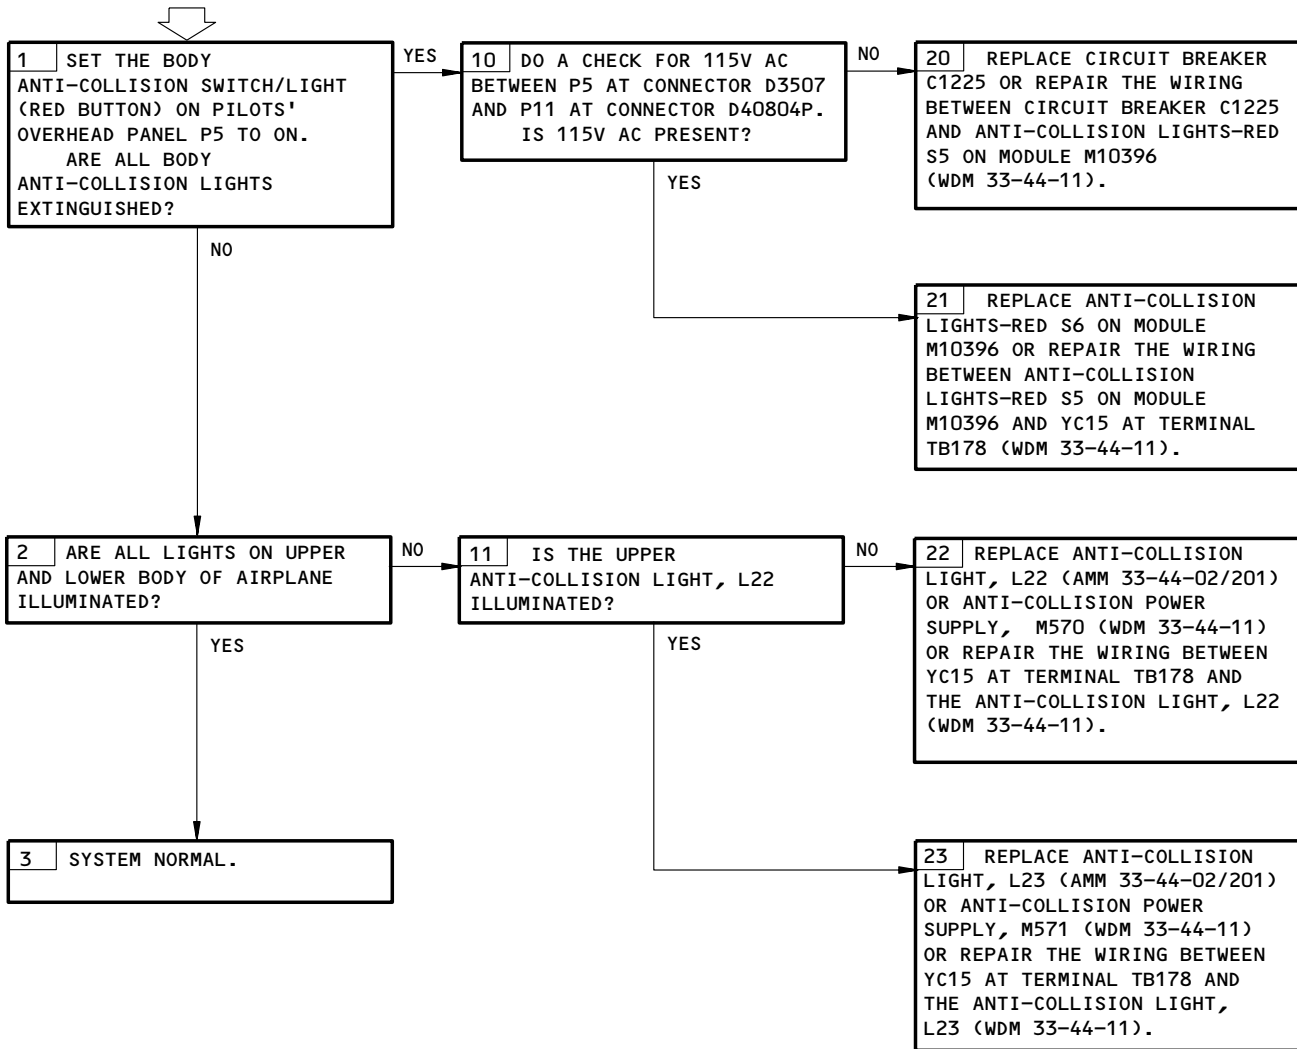 1 SET THE BODY
ANTI-COLLISION SWITCH/LIGHT
(RED BUTTON) ON PILOTS'
OVERHEAD PANEL P5 TO ON.
ARE ALL BODY
ANTI-COLLISION LIGHTS
EXTINGUISHED?
YES
NO
10 DO A CHECK FOR 115V AC
BETWEEN P5 AT CONNECTOR D3507
AND P11 AT CONNECTOR D40804P.
IS 115V AC PRESENT?
NO
YES
20 REPLACE CIRCUIT BREAKER
C1225 OR REPAIR THE WIRING
BETWEEN CIRCUIT BREAKER C1225
AND ANTI-COLLISION LIGHTS-RED
S5 ON MODULE M10396
(WDM 33-44-11).
21 REPLACE ANTI-COLLISION
LIGHTS-RED S6 ON MODULE
M10396 OR REPAIR THE WIRING
BETWEEN ANTI-COLLISION
LIGHTS-RED S5 ON MODULE
M10396 AND YC15 AT TERMINAL
TB178 (WDM 33-44-11).
2 ARE ALL LIGHTS ON UPPER
AND LOWER BODY OF AIRPLANE
ILLUMINATED?
NO
YES
11 IS THE UPPER
ANTI-COLLISION LIGHT, L22
ILLUMINATED?
NO
YES
22 REPLACE ANTI-COLLISION
LIGHT, L22 (AMM 33-44-02/201)
OR ANTI-COLLISION POWER
SUPPLY, M570 (WDM 33-44-11)
OR REPAIR THE WIRING BETWEEN
YC15 AT TERMINAL TB178 AND
THE ANTI-COLLISION LIGHT, L22
(WDM 33-44-11).
3 SYSTEM NORMAL.
23 REPLACE ANTI-COLLISION
LIGHT, L23 (AMM 33-44-02/201)
OR ANTI-COLLISION POWER
SUPPLY, M571 (WDM 33-44-11)
OR REPAIR THE WIRING BETWEEN
YC15 AT TERMINAL TB178 AND
THE ANTI-COLLISION LIGHT,
L23 (WDM 33-44-11).